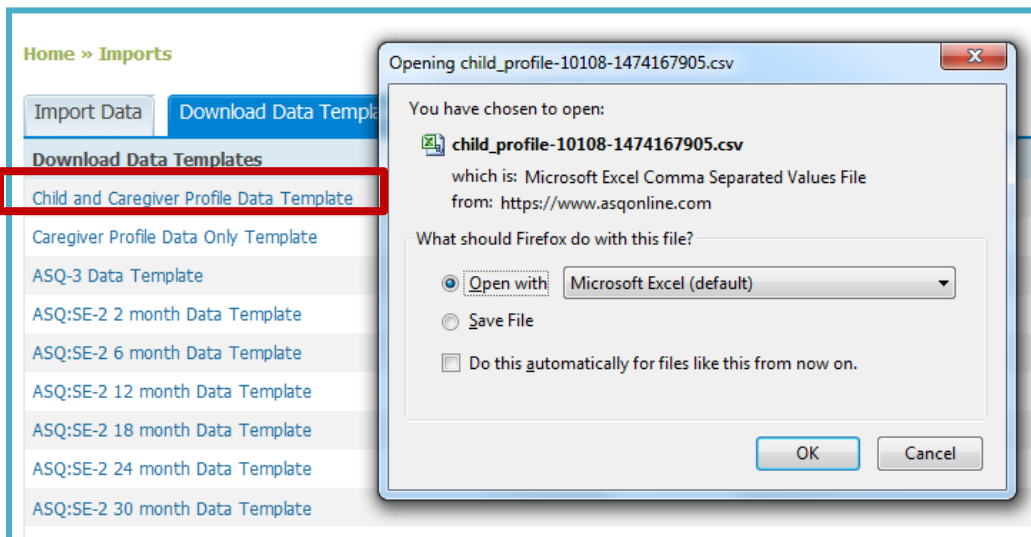 Home » Imports
Import Data
Download Data Templa
Download Data Templates
Child and Caregiver Profile Data Template
Caregiver Profile Data Only Template
ASQ-3 Data Template
ASQ:SE-2 2 month Data Template
ASQ:SE-2 6 month Data Template
ASQ:SE-2 12 month Data Template
ASQ:SE-2 18 month Data Template
ASQ:SE-2 24 month Data Template
ASQ:SE-2 30 month Data Template
Opening child_profile-10108-1474167905.csv
x
You have chosen to open:
child_profile-10108-1474167905.csv
which is: Microsoft Excel Comma Separated Values File
from: https://www.asqonline.com
What should Firefox do with this file?
Open with
Microsoft Excel (default)
Save File
Do this automatically for files like this from now on.
OK
Cancel